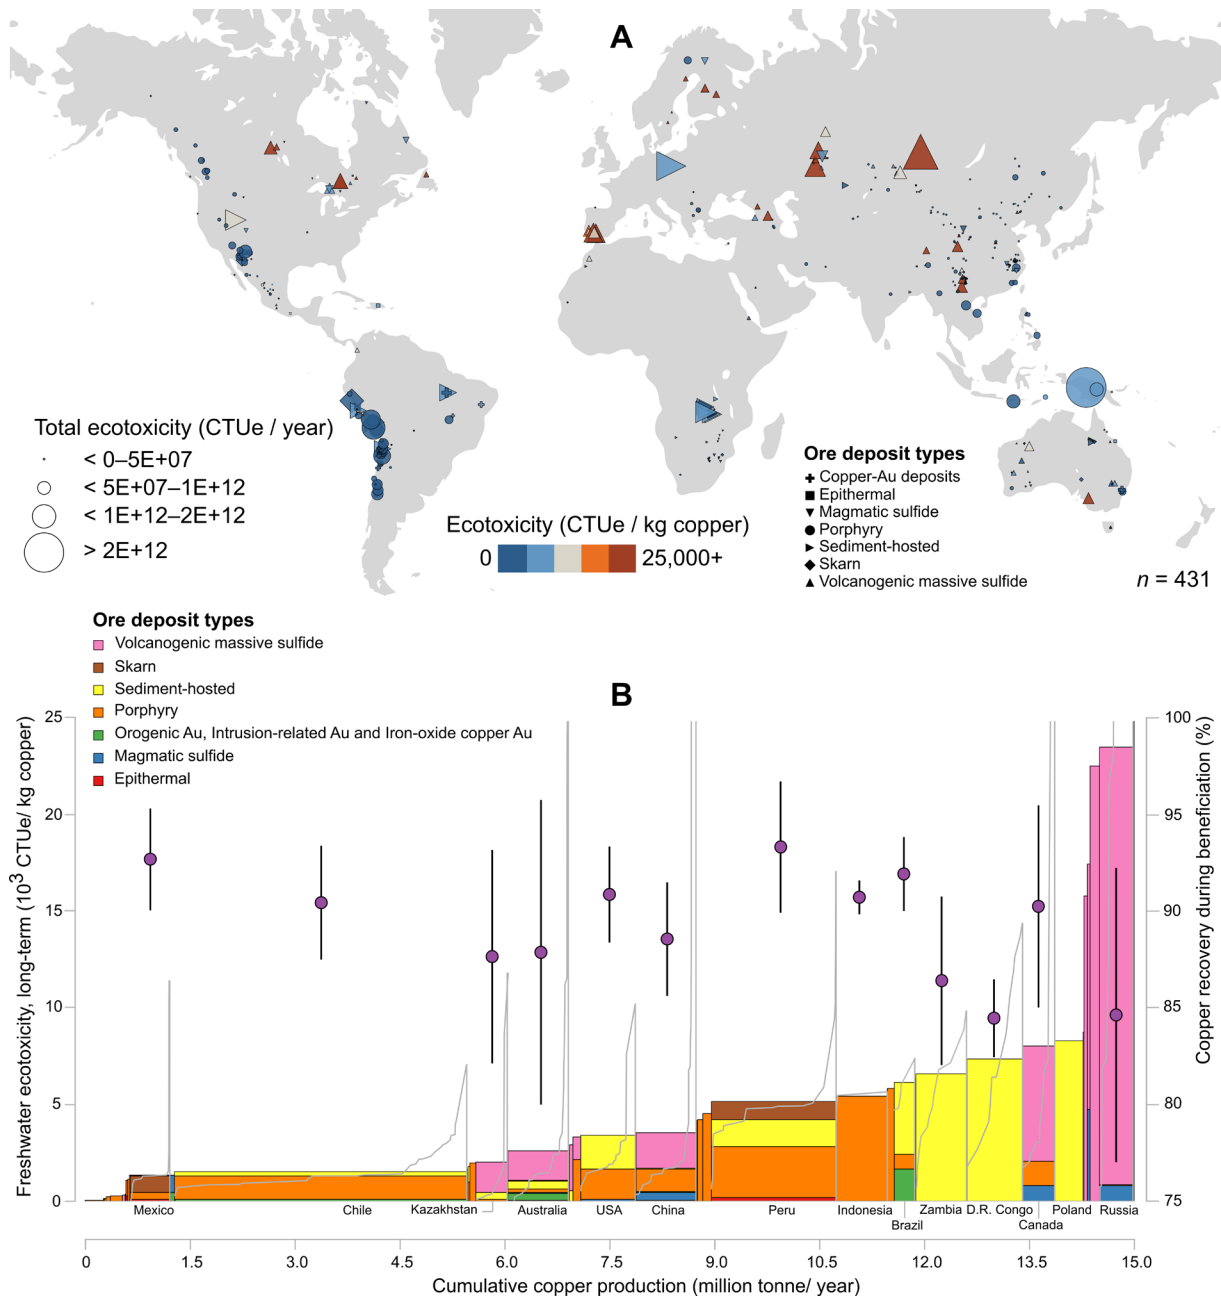 A
Total ecotoxicity (CTUe / year)
< 0–5E+07
< 5E+07–1E+12
< 1E+12–2E+12
> 2E+12
Ecotoxicity (CTUe / kg copper)
0
25,000+
Ore deposit types
Copper-Au deposits
Epithermal
Magmatic sulfide
Porphyry
Sediment-hosted
Skarn
Volcanogenic massive sulfide
n = 431
Ore deposit types
Volcanogenic massive sulfide
Skarn
Sediment-hosted
Porphyry
Orogenic Au, Intrusion-related Au and Iron-oxide copper Au
Magmatic sulfide
Epithermal
B
Freshwater ecotoxicity, long-term (10³ CTUe/ kg copper)
25
20
15
10
5
0
100
95
90
85
80
75
Copper recovery during beneficiation (%)
Mexico
Chile
Kazakhstan
Australia
USA
China
Peru
Indonesia
Brazil
Zambia
D.R. Congo
Canada
Poland
Russia
0
1.5
3.0
4.5
6.0
7.5
9.0
10.5
12.0
13.5
15.0
Cumulative copper production (million tonne/ year)